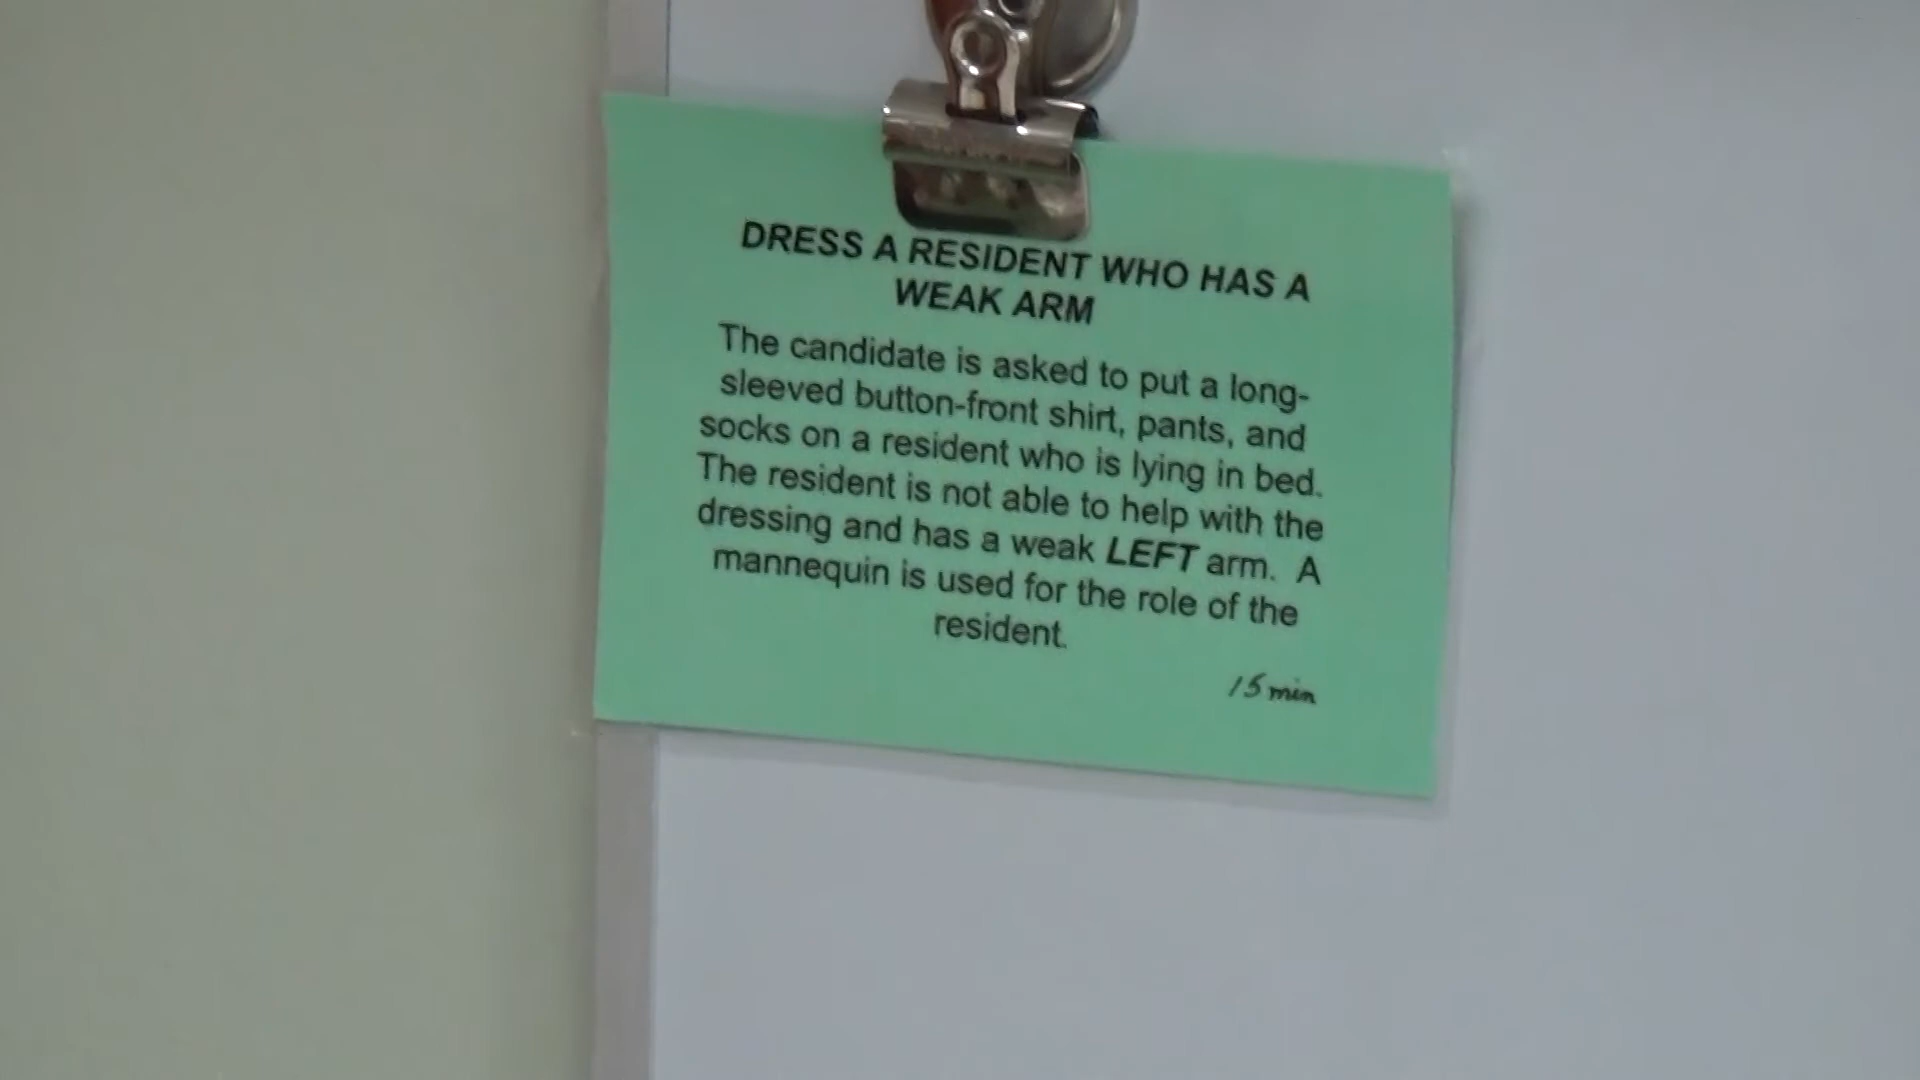 DRESS A RESIDENT WHO HAS A
WEAK ARM
The candidate is asked to put a long-
sleeved button-front shirt, pants, and
socks on a resident who is lying in bed.
The resident is not able to help with the
dressing and has a weak LEFT arm. A
mannequin is used for the role of the
resident.
15 min